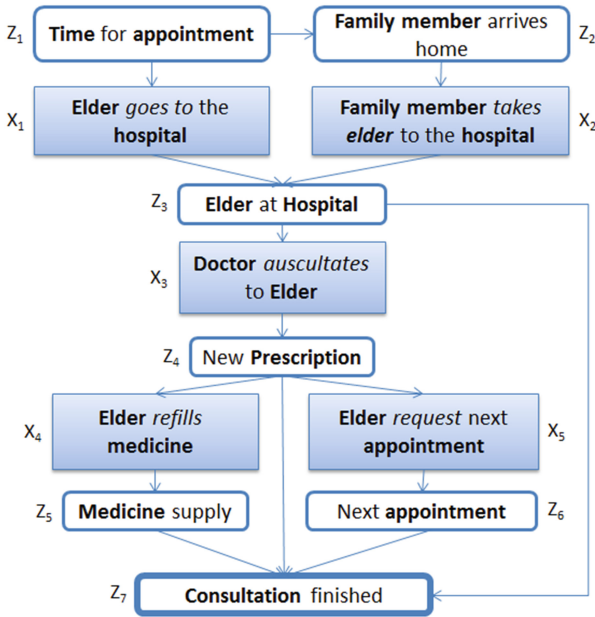 Z1
Time for appointment
Family member arrives
home
Z2
X1
Elder goes to the
hospital
Family member takes
elder to the hospital
X2
Z3
Elder at Hospital
X3
Doctor auscultates
to Elder
Z4
New Prescription
X4
Elder refills
medicine
Elder request next
appointment
X5
Z5
Medicine supply
Next appointment
Z6
Z7
Consultation finished